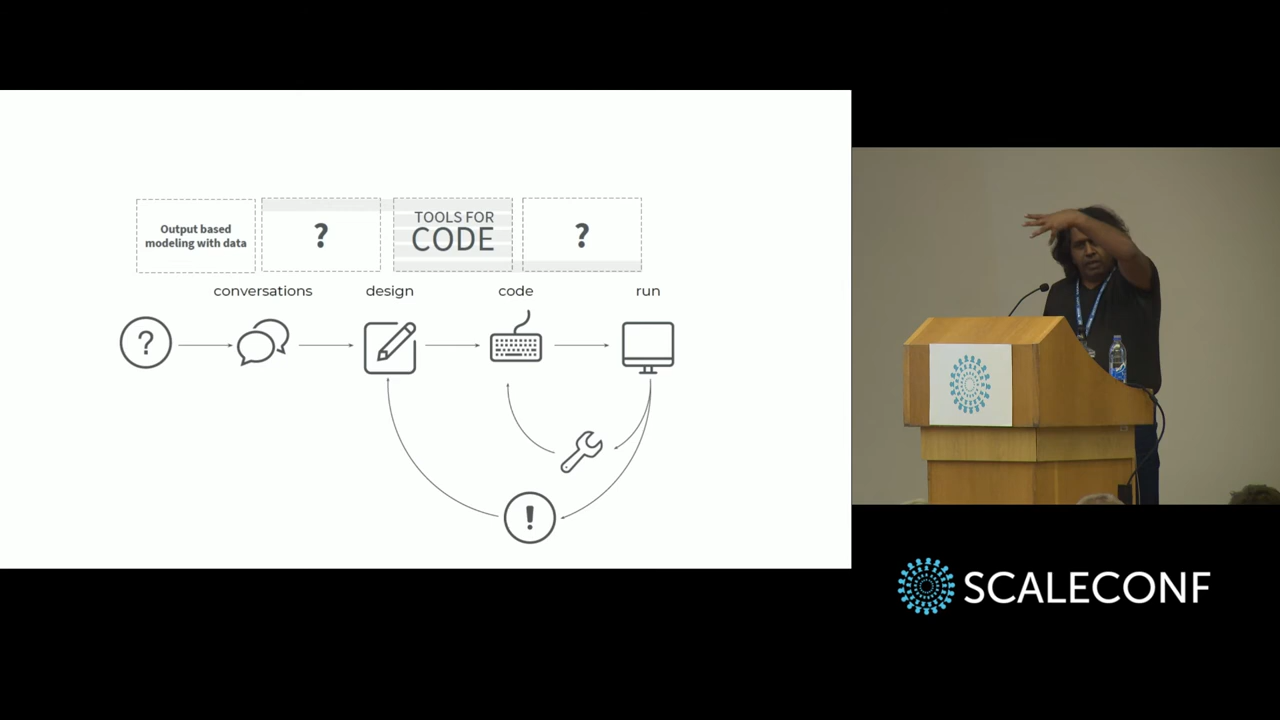 Output based
modeling with data
?
TOOLS FOR
CODE
?
conversations
design
code
run
?
!
SCALECONF